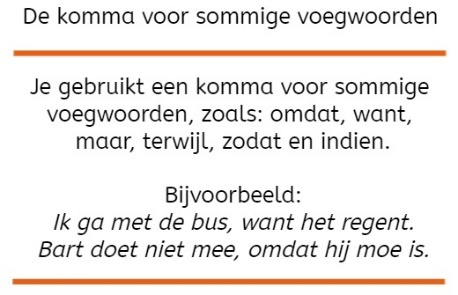 De komma voor sommige voegwoorden
Je gebruikt een komma voor sommige
voegwoorden, zoals: omdat, want,
maar, terwijl, zodat en indien.
Bijvoorbeeld:
Ik ga met de bus, want het regent.
Bart doet niet mee, omdat hij moe is.